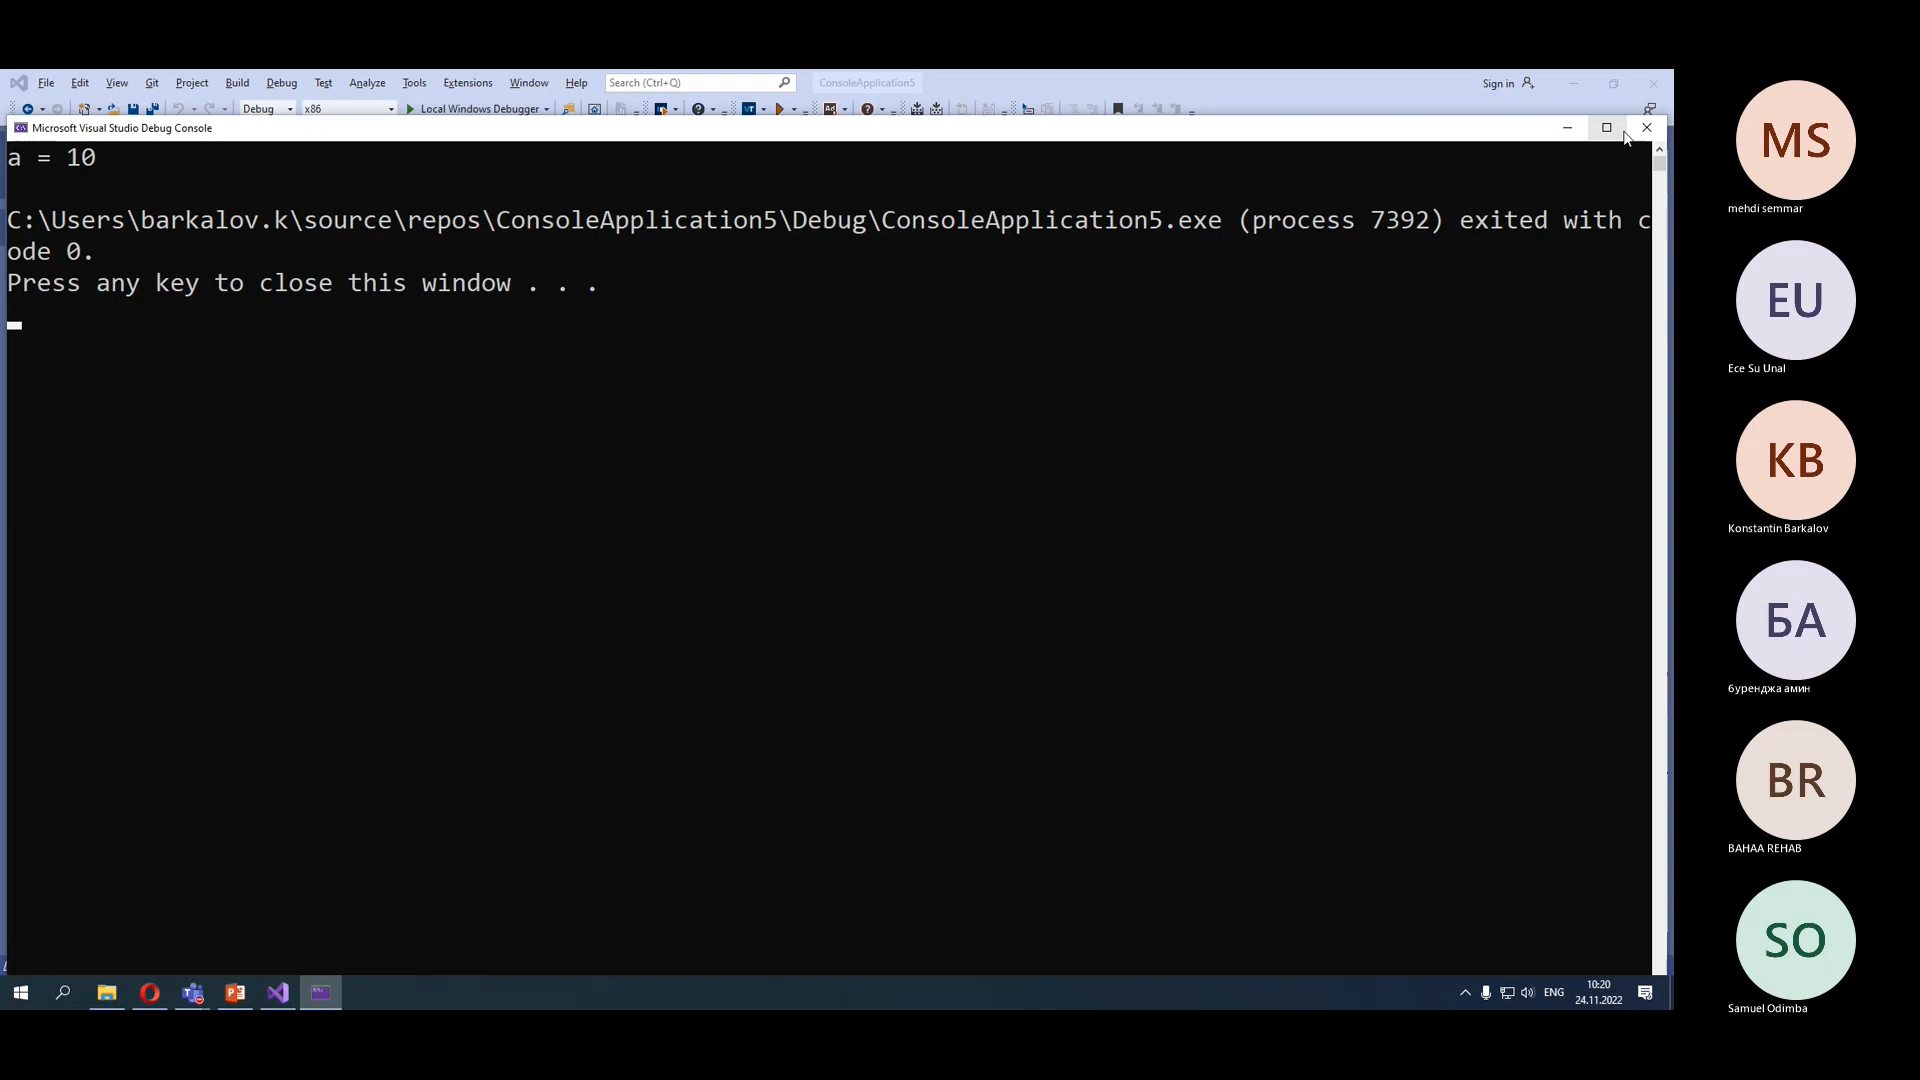 File Edit View Git Project Build Debug Test Analyze Tools Extensions Window Help Search (Ctrl+Q) ConsoleApplication5 Sign in
Debug x86 Local Windows Debugger
Microsoft Visual Studio Debug Console
a = 10
C:\Users\barkalov.k\source\repos\ConsoleApplication5\Debug\ConsoleApplication5.exe (process 7392) exited with c
ode 0.
Press any key to close this window . . .
ENG
10:20
24.11.2022
MS
mehdi semmar
EU
Ece Su Unal
KB
Konstantin Barkalov
БА
буренджа амин
BR
BAHAA REHAB
SO
Samuel Odimba